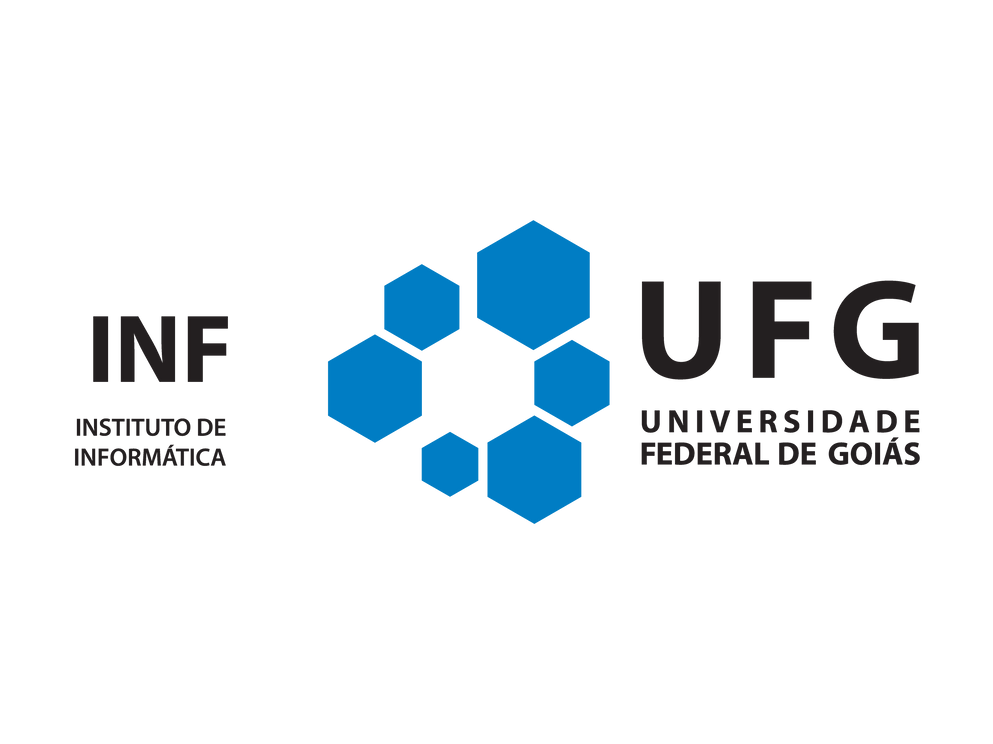 INF
INSTITUTO DE
INFORMÁTICA
UFG
UNIVERSIDADE
FEDERAL DE GOIÁS